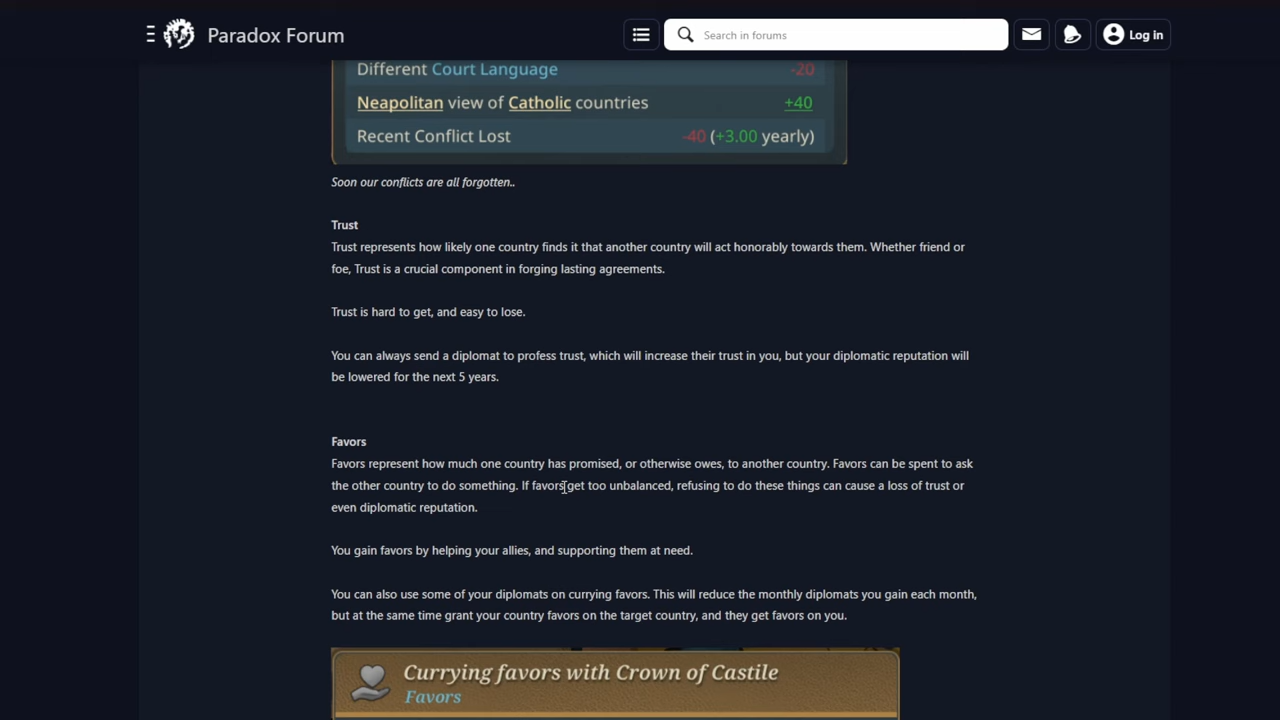 Paradox Forum
Search in forums
Log in
Different Court Language -20
Neapolitan view of Catholic countries +40
Recent Conflict Lost -40 (+3.00 yearly)
Soon our conflicts are all forgotten..
Trust
Trust represents how likely one country finds it that another country will act honorably towards them. Whether friend or
foe, Trust is a crucial component in forging lasting agreements.
Trust is hard to get, and easy to lose.
You can always send a diplomat to profess trust, which will increase their trust in you, but your diplomatic reputation will
be lowered for the next 5 years.
Favors
Favors represent how much one country has promised, or otherwise owes, to another country. Favors can be spent to ask
the other country to do something. If favors get too unbalanced, refusing to do these things can cause a loss of trust or
even diplomatic reputation.
You gain favors by helping your allies, and supporting them at need.
You can also use some of your diplomats on currying favors. This will reduce the monthly diplomats you gain each month,
but at the same time grant your country favors on the target country, and they get favors on you.
Currying favors with Crown of Castile
Favors